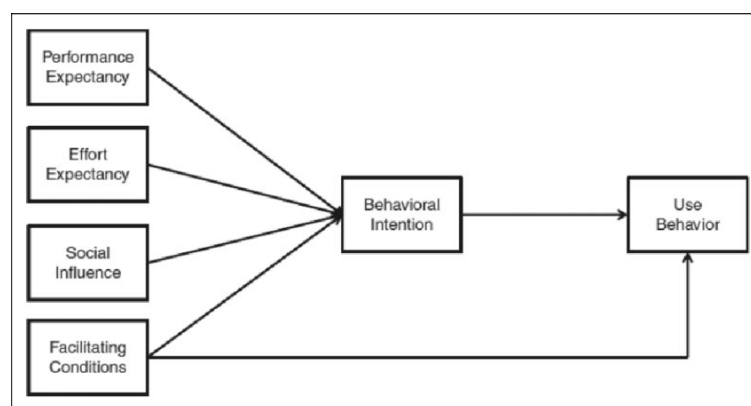 Performance
Expectancy
Effort
Expectancy
Social
Influence
Facilitating
Conditions
Behavioral
Intention
Use
Behavior